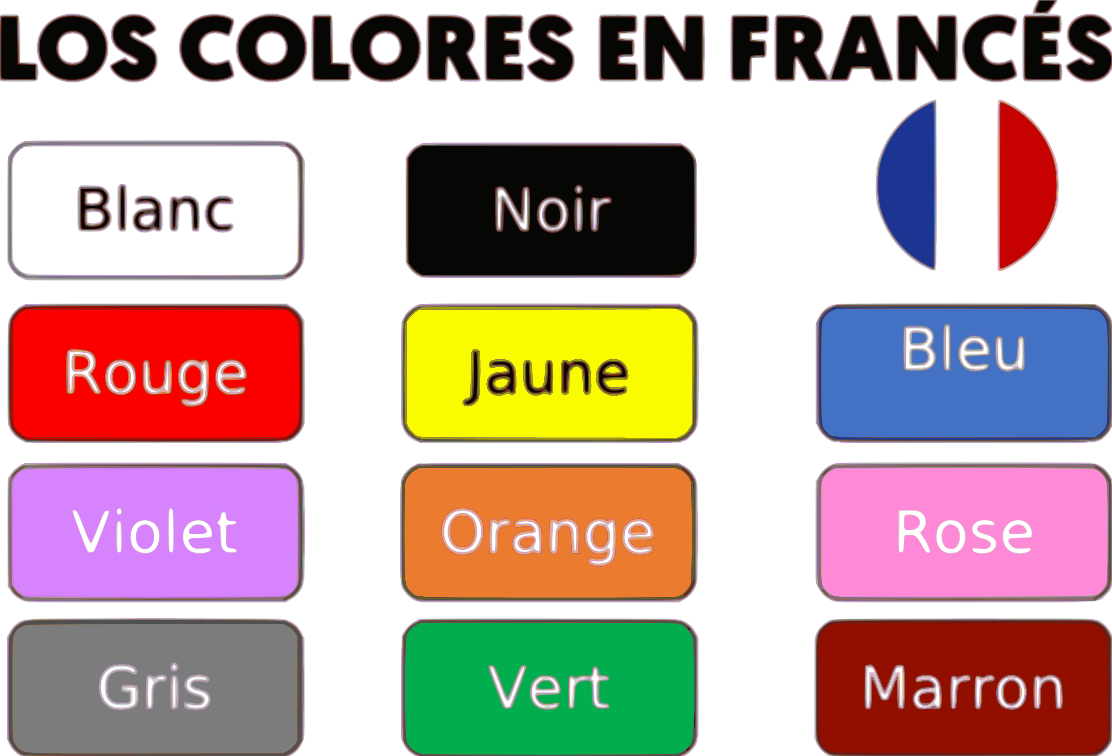 LOS COLORES EN FRANCÉS
Blanc
Noir
Rouge
Jaune
Bleu
Violet
Orange
Rose
Gris
Vert
Marron